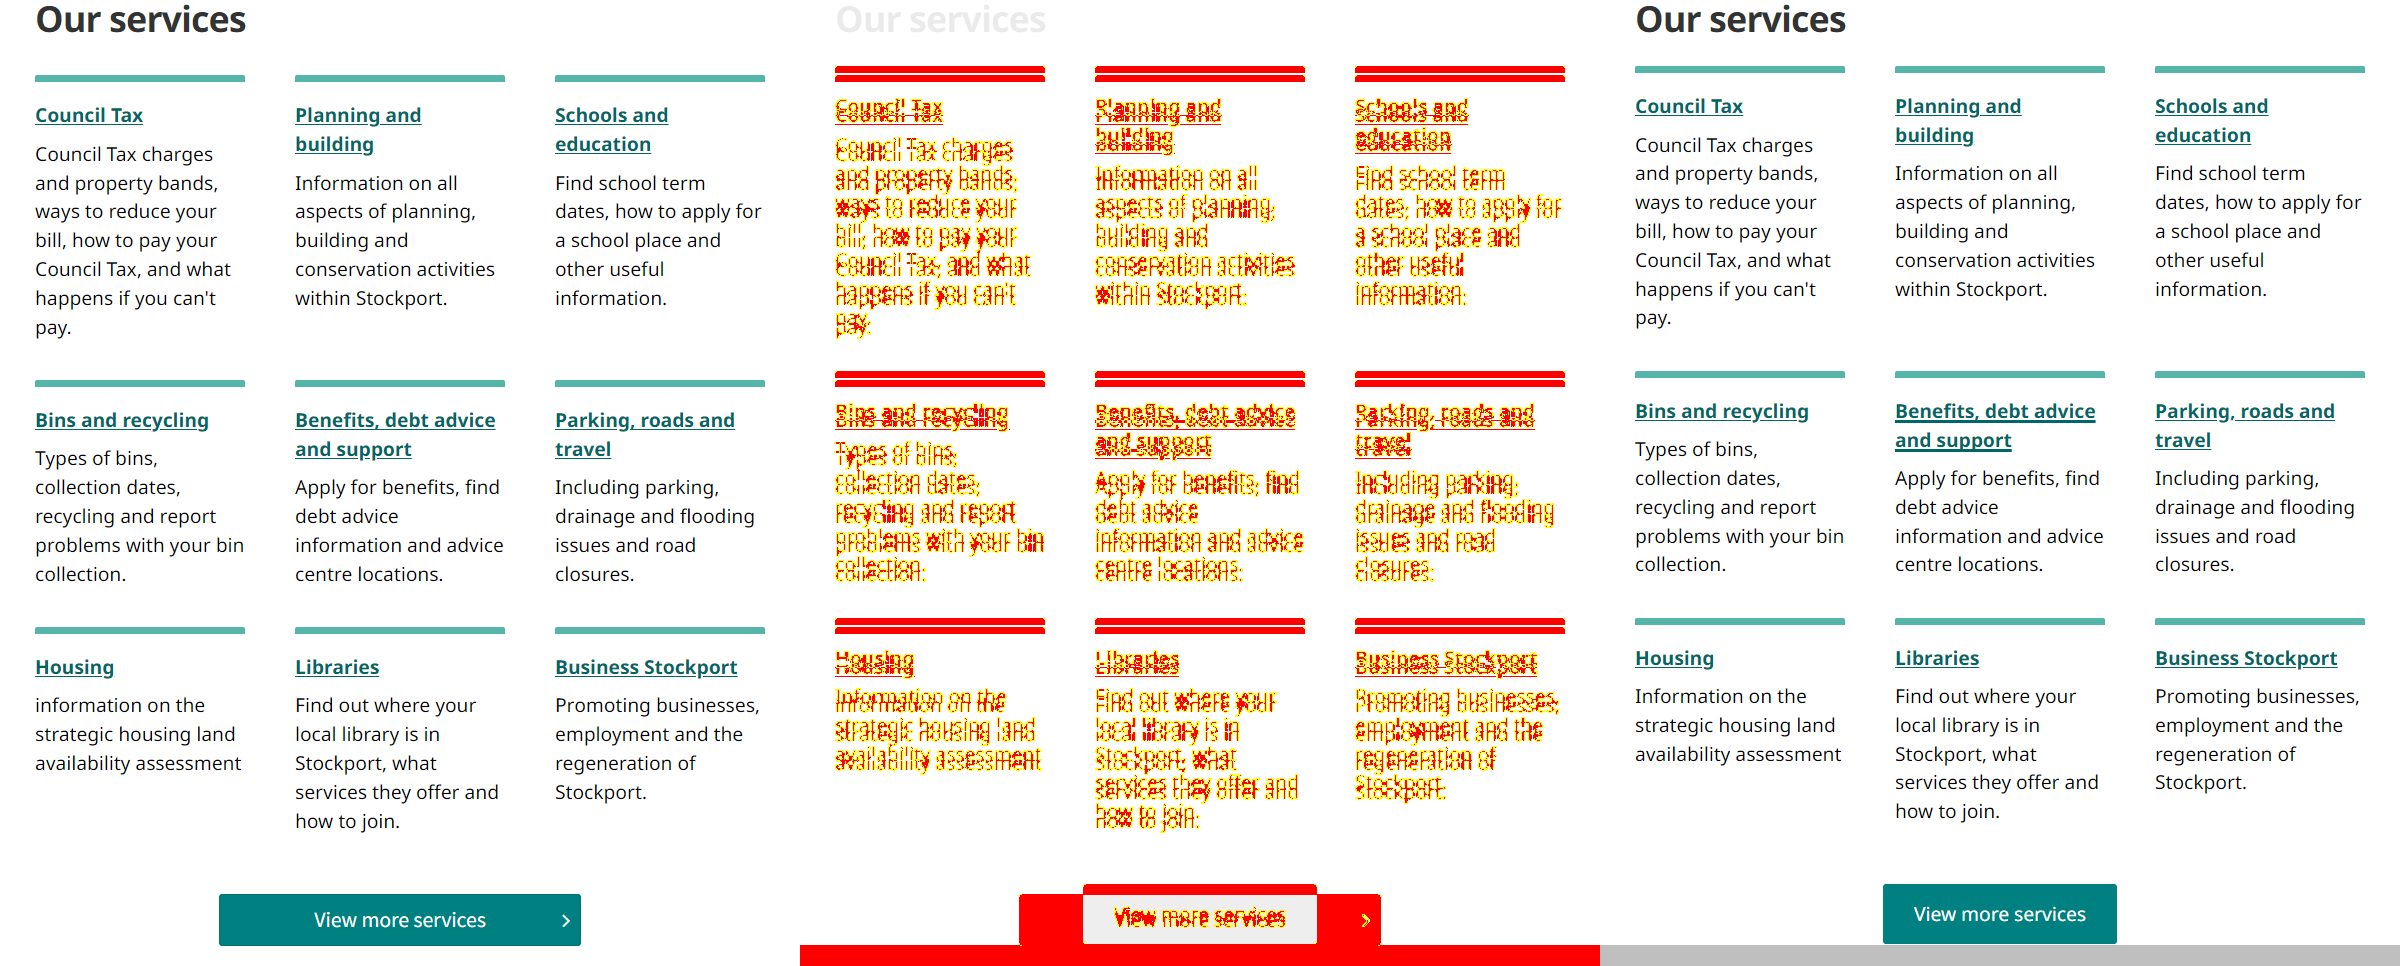 Our services
Council Tax
Council Tax charges
and property bands,
ways to reduce your
bill, how to pay your
Council Tax, and what
happens if you can't
pay.
Planning and
building
Information on all
aspects of planning,
building and
conservation activities
within Stockport.
Schools and
education
Find school term
dates, how to apply for
a school place and
other useful
information.
Bins and recycling
Types of bins,
collection dates,
recycling and report
problems with your bin
collection.
Benefits, debt advice
and support
Apply for benefits, find
debt advice
information and advice
centre locations.
Parking, roads and
travel
Including parking,
drainage and flooding
issues and road
closures.
Housing
information on the
strategic housing land
availability assessment
Libraries
Find out where your
local library is in
Stockport, what
services they offer and
how to join.
Business Stockport
Promoting businesses,
employment and the
regeneration of
Stockport.
View more services
Our services
Council Tax
Council Tax charges
and property bands,
ways to reduce your
bill, how to pay your
Council Tax, and what
happens if you can't
pay.
Planning and
building
Information on all
aspects of planning,
building and
conservation activities
within Stockport.
Schools and
education
Find school term
dates, how to apply for
a school place and
other useful
information.
Bins and recycling
Types of bins,
collection dates,
recycling and report
problems with your bin
collection.
Benefits, debt advice
and support
Apply for benefits, find
debt advice
information and advice
centre locations.
Parking, roads and
travel
Including parking,
drainage and flooding
issues and road
closures.
Housing
Information on the
strategic housing land
availability assessment
Libraries
Find out where your
local library is in
Stockport, what
services they offer and
how to join.
Business Stockport
Promoting businesses,
employment and the
regeneration of
Stockport.
View more services
Our services
Council Tax
Council Tax charges
and property bands,
ways to reduce your
bill, how to pay your
Council Tax, and what
happens if you can't
pay.
Planning and
building
Information on all
aspects of planning,
building and
conservation activities
within Stockport.
Schools and
education
Find school term
dates, how to apply for
a school place and
other useful
information.
Bins and recycling
Types of bins,
collection dates,
recycling and report
problems with your bin
collection.
Benefits, debt advice
and support
Apply for benefits, find
debt advice
information and advice
centre locations.
Parking, roads and
travel
Including parking,
drainage and flooding
issues and road
closures.
Housing
Information on the
strategic housing land
availability assessment
Libraries
Find out where your
local library is in
Stockport, what
services they offer and
how to join.
Business Stockport
Promoting businesses,
employment and the
regeneration of
Stockport.
View more services